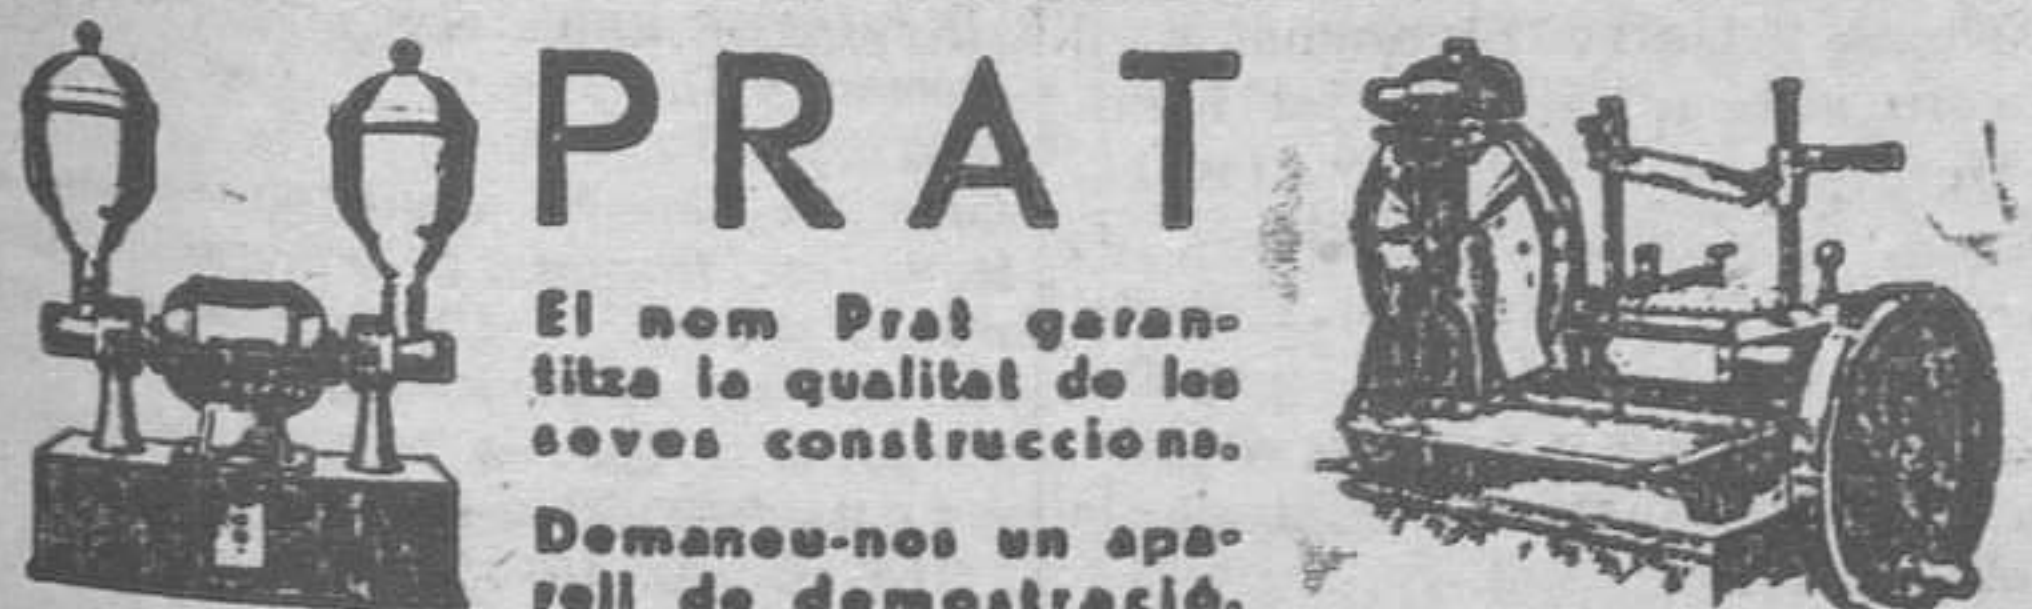 PRAT
El nom Prat garan-
titza la qualitat de les
seves construccions.
Demaneu-nos un apa-
rell de demostració.